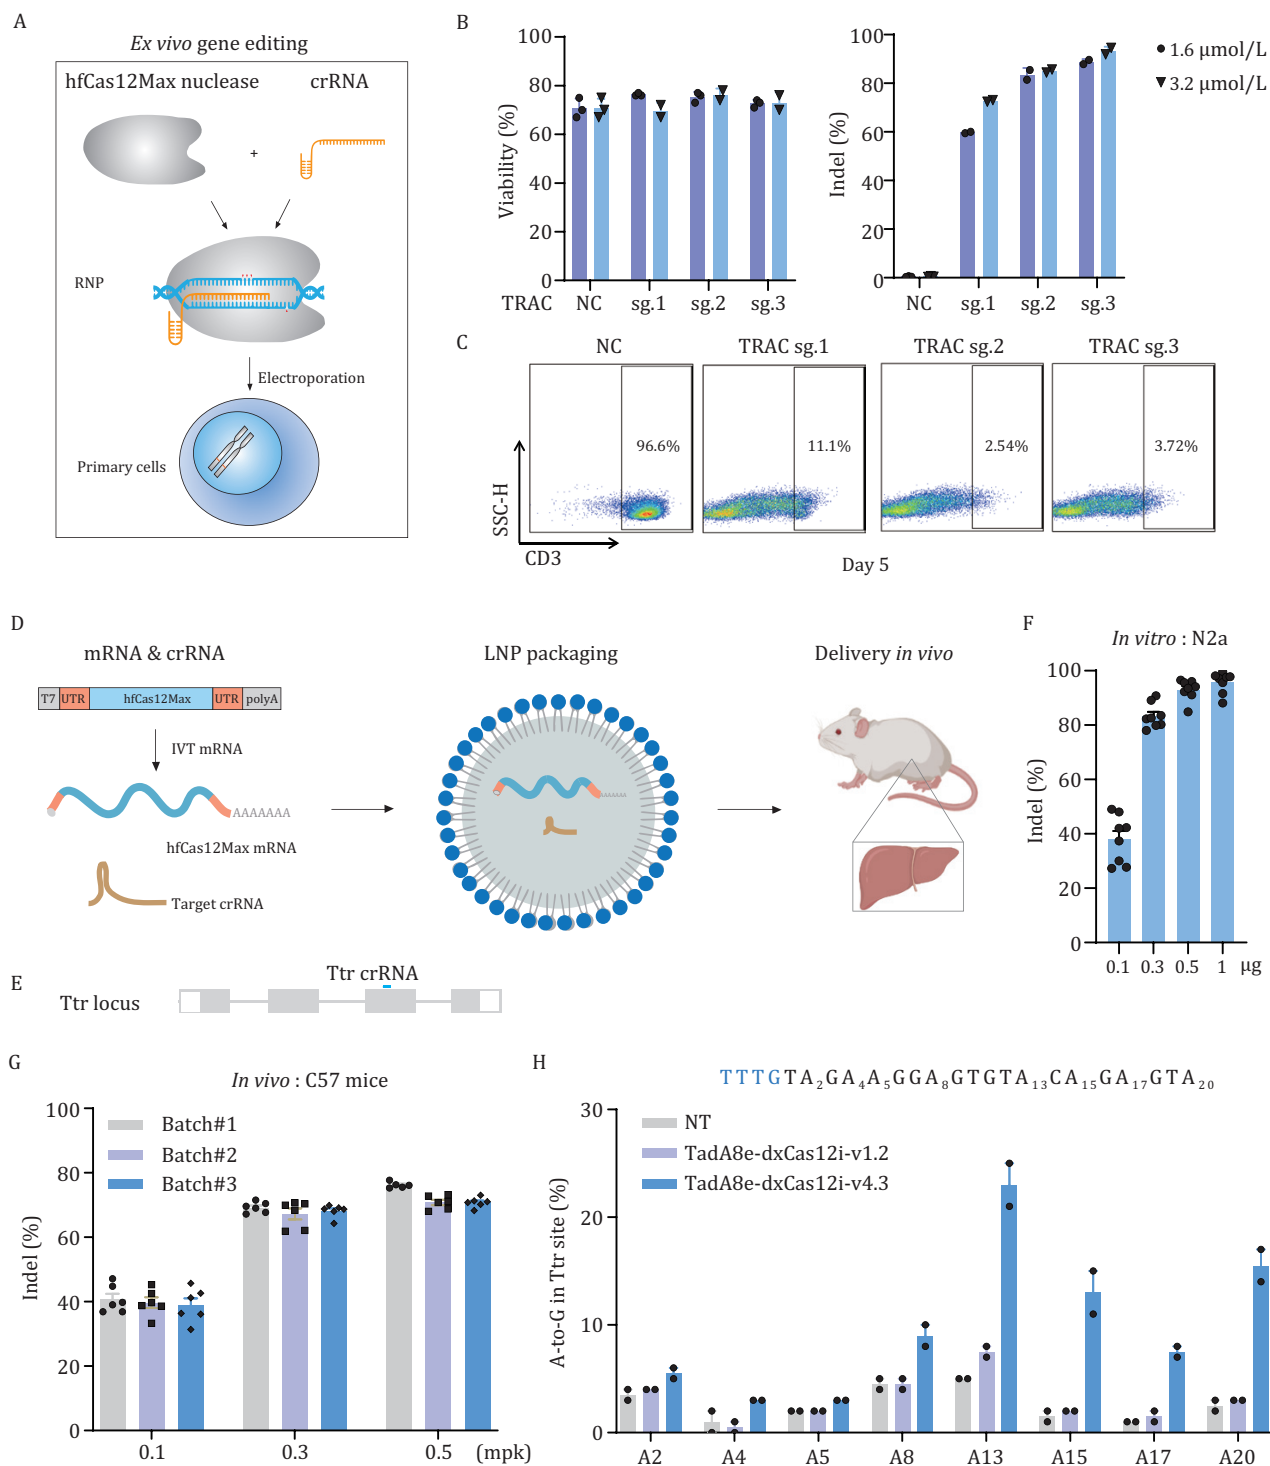 A
Ex vivo gene editing
hfCas12Max nuclease crRNA
+
RNP
Electroporation
Primary cells
B
100
80
60
40
20
0
Viability (%)
TRAC NC sg.1 sg.2 sg.3
100
80
60
40
20
0
Indel (%)
NC sg.1 sg.2 sg.3
1.6 μmol/L
3.2 μmol/L
C
NC TRAC sg.1 TRAC sg.2 TRAC sg.3
96.6% 11.1% 2.54% 3.72%
SSC-H
CD3
Day 5
D
mRNA & crRNA
T7 UTR hfCas12Max UTR polyA
IVT mRNA
AAAAAAA
hfCas12Max mRNA
Target crRNA
LNP packaging
AAAAAAA
Delivery in vivo
E
Ttr crRNA
Ttr locus
F
In vitro : N2a
100
80
60
40
20
0
Indel (%)
0.1 0.3 0.5 1 μg
G
In vivo : C57 mice
100
80
60
40
20
0
Indel (%)
Batch#1
Batch#2
Batch#3
0.1 0.3 0.5 (mpk)
H
TTTGTA2GA4A5GGA8GTGTA13CA15GA17GTA20
30
20
10
0
A-to-G in Ttr site (%)
NT
TadA8e-dxCas12i-v1.2
TadA8e-dxCas12i-v4.3
A2 A4 A5 A8 A13 A15 A17 A20